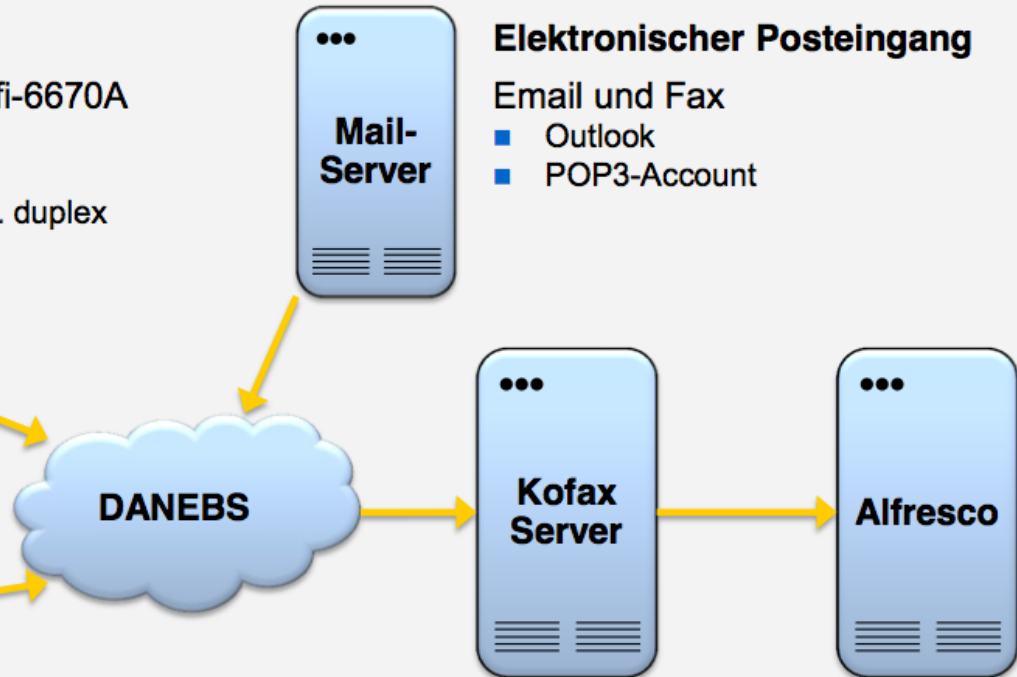 fi-6670A
. duplex
Mail-
Server
Elektronischer Posteingang
Email und Fax
Outlook
POP3-Account
DANEBS
Kofax
Server
Alfresco